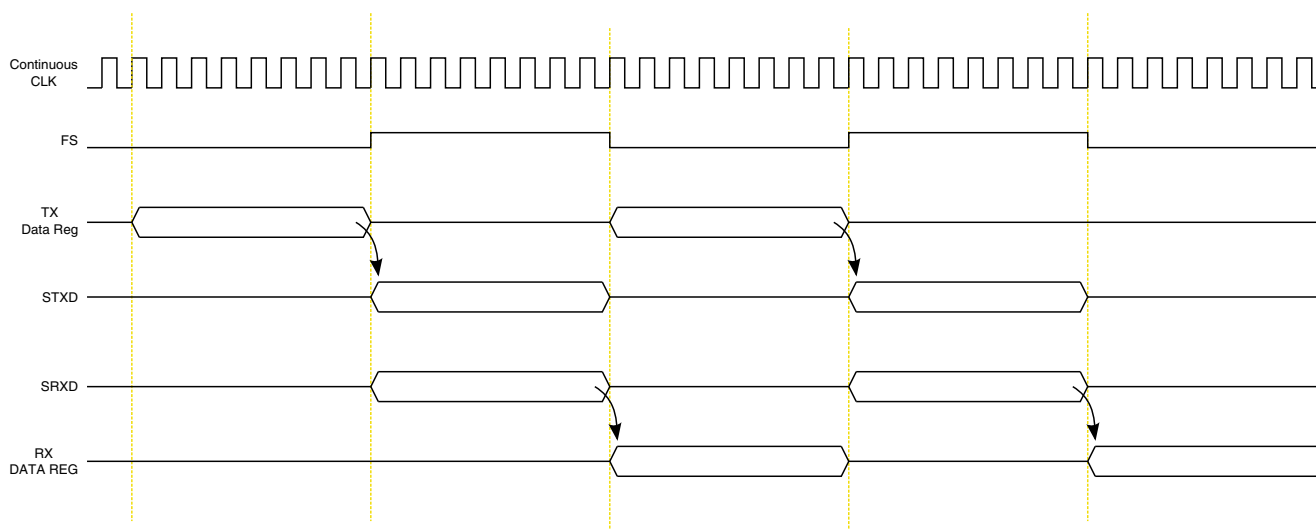 Continuous
CLK
FS
TX
Data Reg
STXD
SRXD
RX
DATA REG